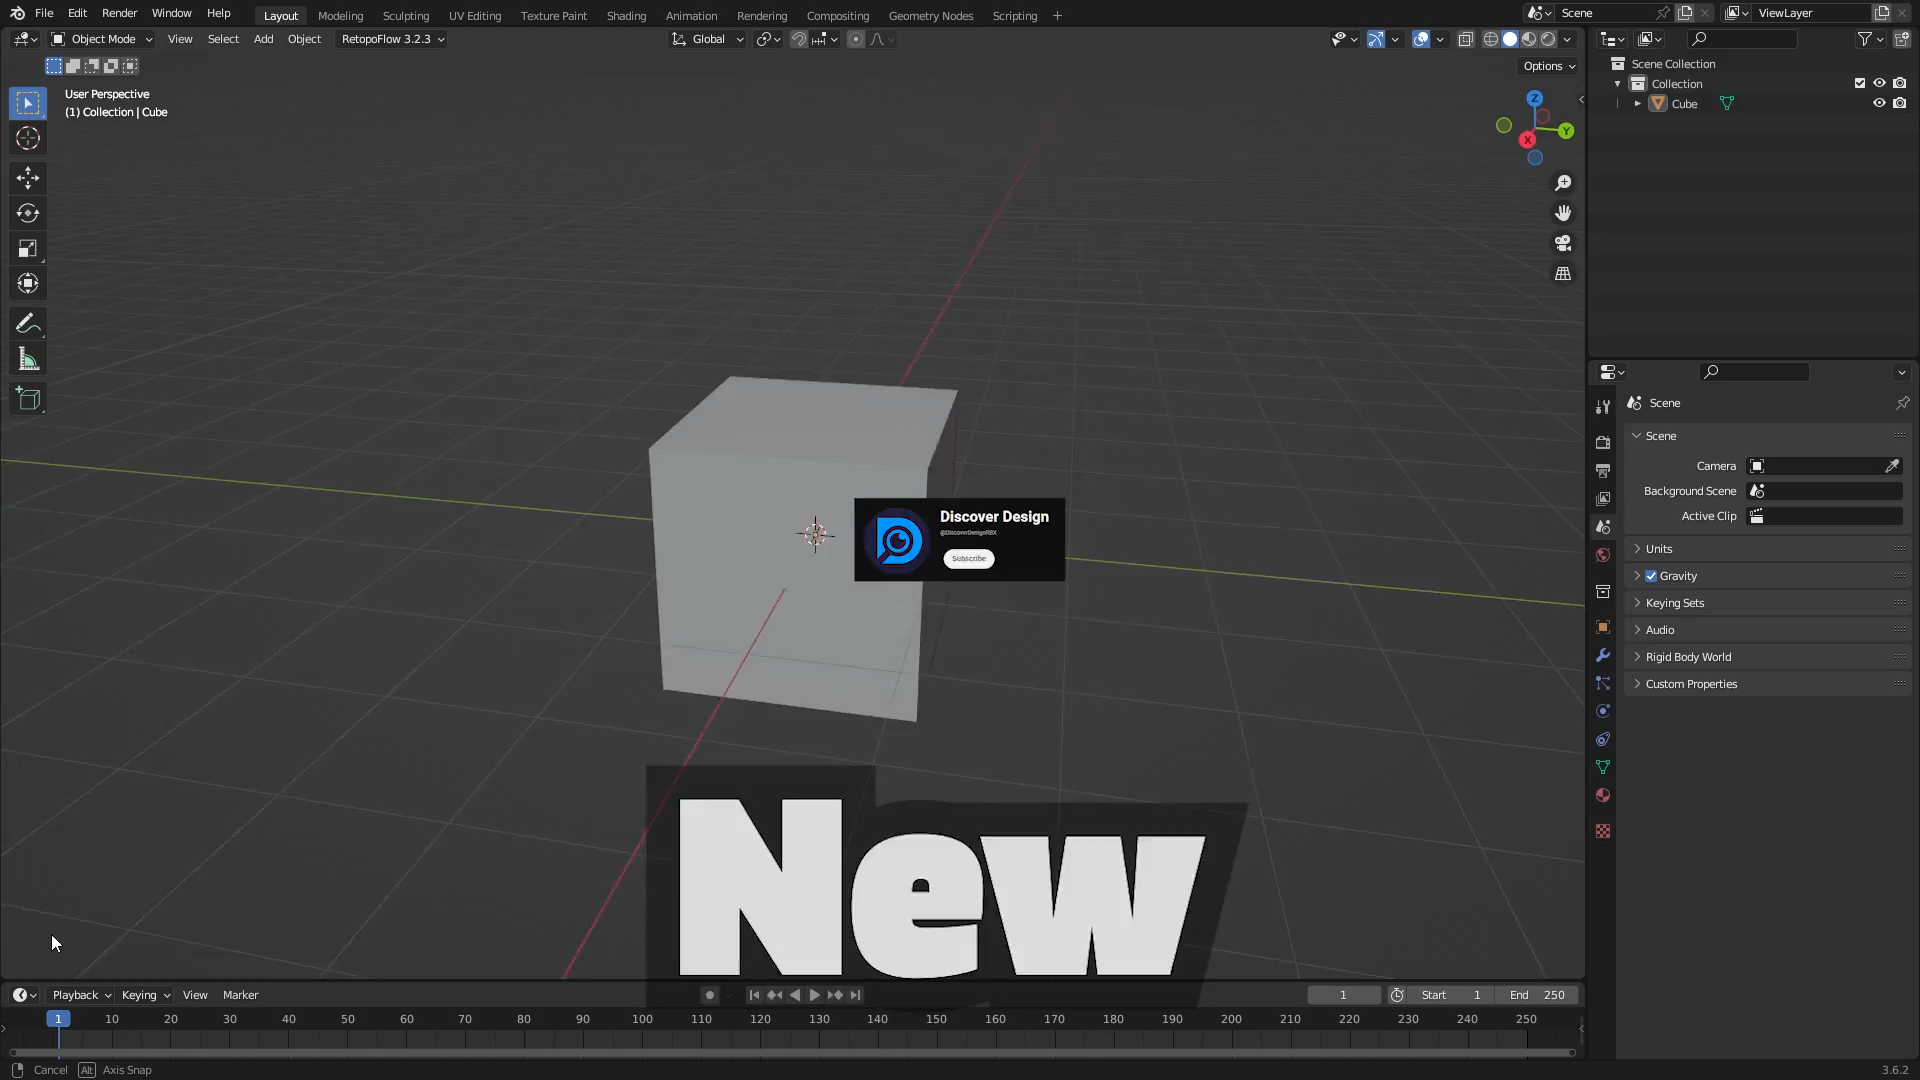 File Edit Render Window Help
Layout Modeling Sculpting UV Editing Texture Paint Shading Animation Rendering Compositing Geometry Nodes Scripting +
Scene
ViewLayer
Object Mode View Select Add Object RetopoFlow 3.2.3
Global
Options
User Perspective
(1) Collection | Cube
Z
Y
X
Scene Collection
Collection
Cube
Scene
Scene
Camera
Background Scene
Active Clip
Units
Gravity
Keying Sets
Audio
Rigid Body World
Custom Properties
Discover Design
@DiscoverDesignRBX
Subscribe
New
Playback Keying View Marker
1 Start 1 End 250
1 10 20 30 40 50 60 70 80 90 100 110 120 130 140 150 160 170 180 190 200 210 220 230 240 250
Cancel Alt Axis Snap
3.6.2